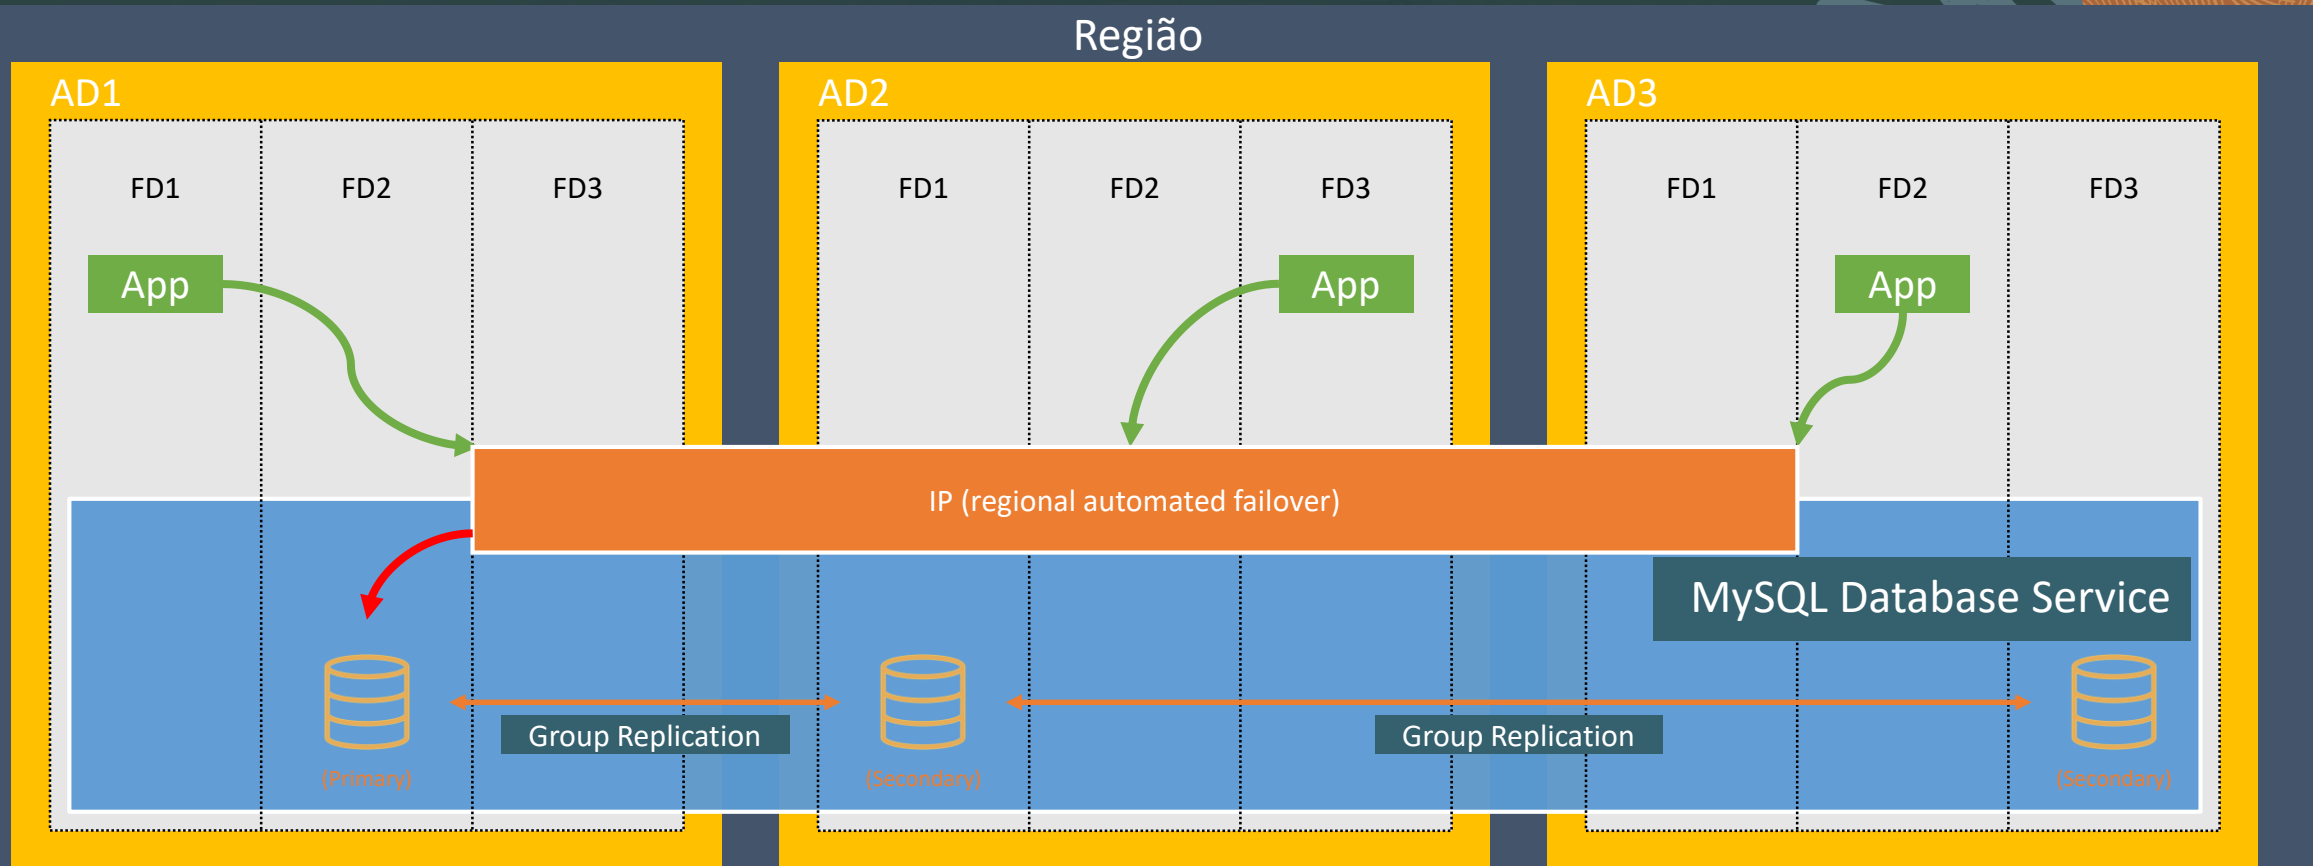 Região
AD1
AD2
AD3
FD1
FD2
FD3
FD1
FD2
FD3
FD1
FD2
FD3
App
App
App
IP (regional automated failover)
MySQL Database Service
Group Replication
Group Replication
(Primary)
(Secondary)
(Secondary)